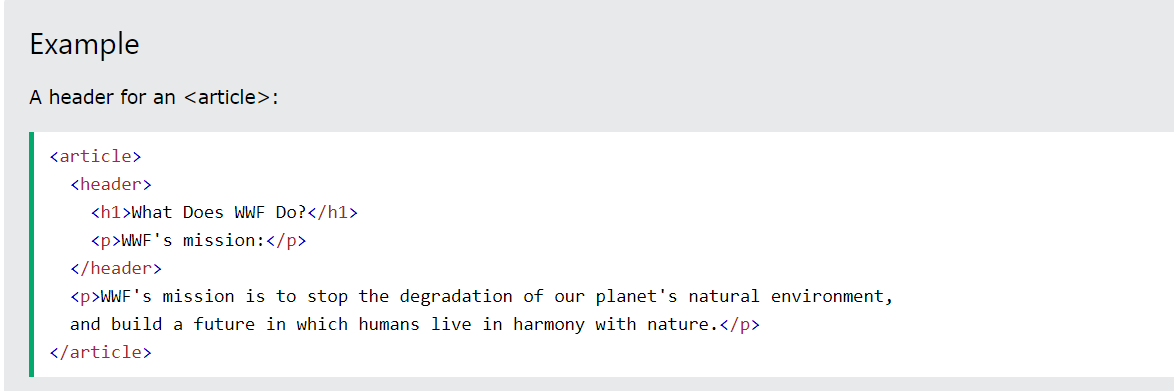 Example
A header for an <article>:
<article>
<header>
<h1>What Does WWF Do?</h1>
<p>WWF's mission:</p>
</header>
<p>WWF's mission is to stop the degradation of our planet's natural environment,
and build a future in which humans live in harmony with nature.</p>
</article>